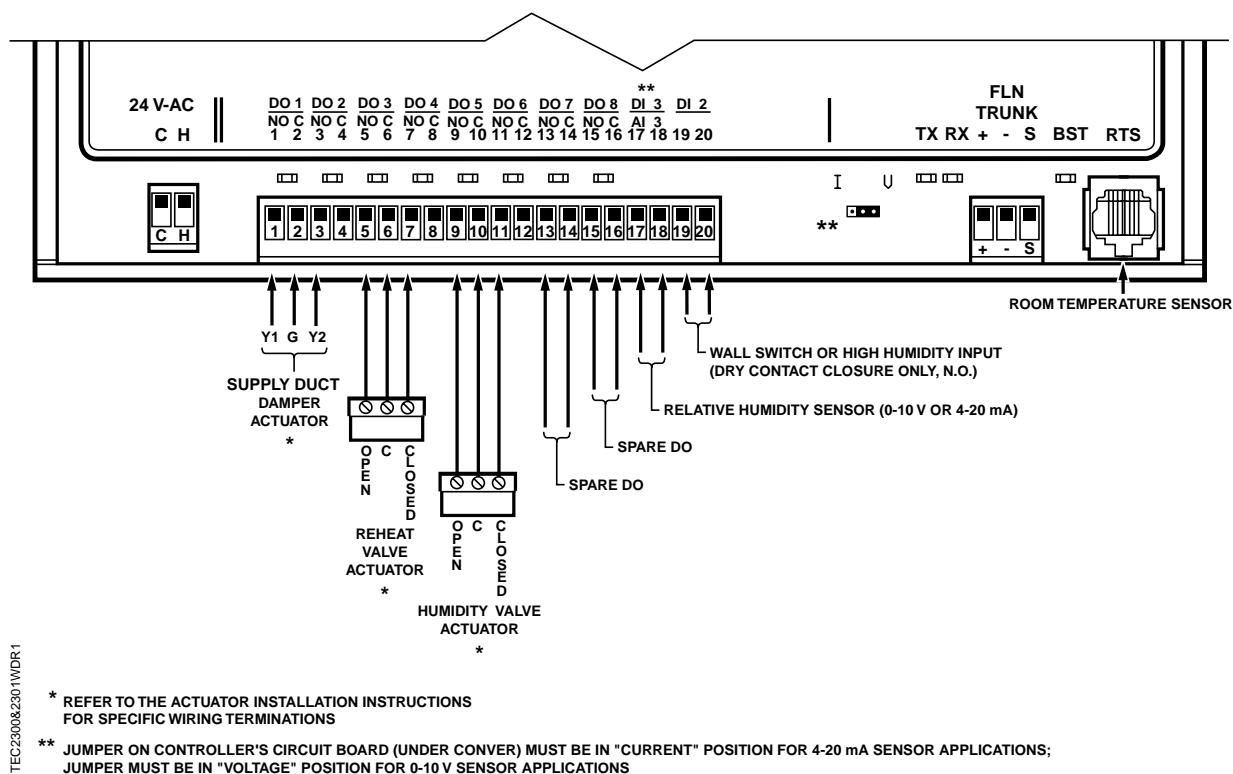 24 V-AC
C H
DO 1 DO 2 DO 3 DO 4 DO 5 DO 6 DO 7 DO 8 DI 3 DI 2
**
NO C NO C NO C NO C NO C NO C NO C NO C AI 3
1 2 3 4 5 6 7 8 9 10 11 12 13 14 15 16 17 18 19 20
FLN
TRUNK
TX RX + - S BST RTS
I U
**
C H
1 2 3 4 5 6 7 8 9 10 11 12 13 14 15 16 17 18 19 20
+ - S
ROOM TEMPERATURE SENSOR
Y1 G Y2
SUPPLY DUCT
DAMPER
ACTUATOR
*
WALL SWITCH OR HIGH HUMIDITY INPUT
(DRY CONTACT CLOSURE ONLY, N.O.)
RELATIVE HUMIDITY SENSOR (0-10 V OR 4-20 mA)
SPARE DO
SPARE DO
OPEN C CLOSED
REHEAT
VALVE
ACTUATOR
*
OPEN C CLOSED
HUMIDITY VALVE
ACTUATOR
*
TEC2300&2301WDR1
* REFER TO THE ACTUATOR INSTALLATION INSTRUCTIONS
FOR SPECIFIC WIRING TERMINATIONS
** JUMPER ON CONTROLLER'S CIRCUIT BOARD (UNDER CONVER) MUST BE IN "CURRENT" POSITION FOR 4-20 mA SENSOR APPLICATIONS;
JUMPER MUST BE IN "VOLTAGE" POSITION FOR 0-10 V SENSOR APPLICATIONS